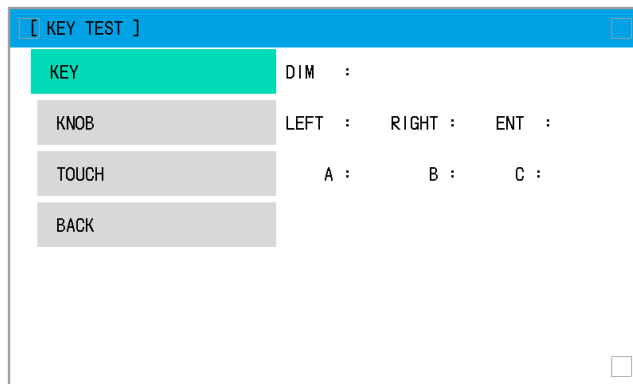 [ KEY TEST ]
KEY DIM :
KNOB LEFT : RIGHT : ENT :
TOUCH A : B : C :
BACK